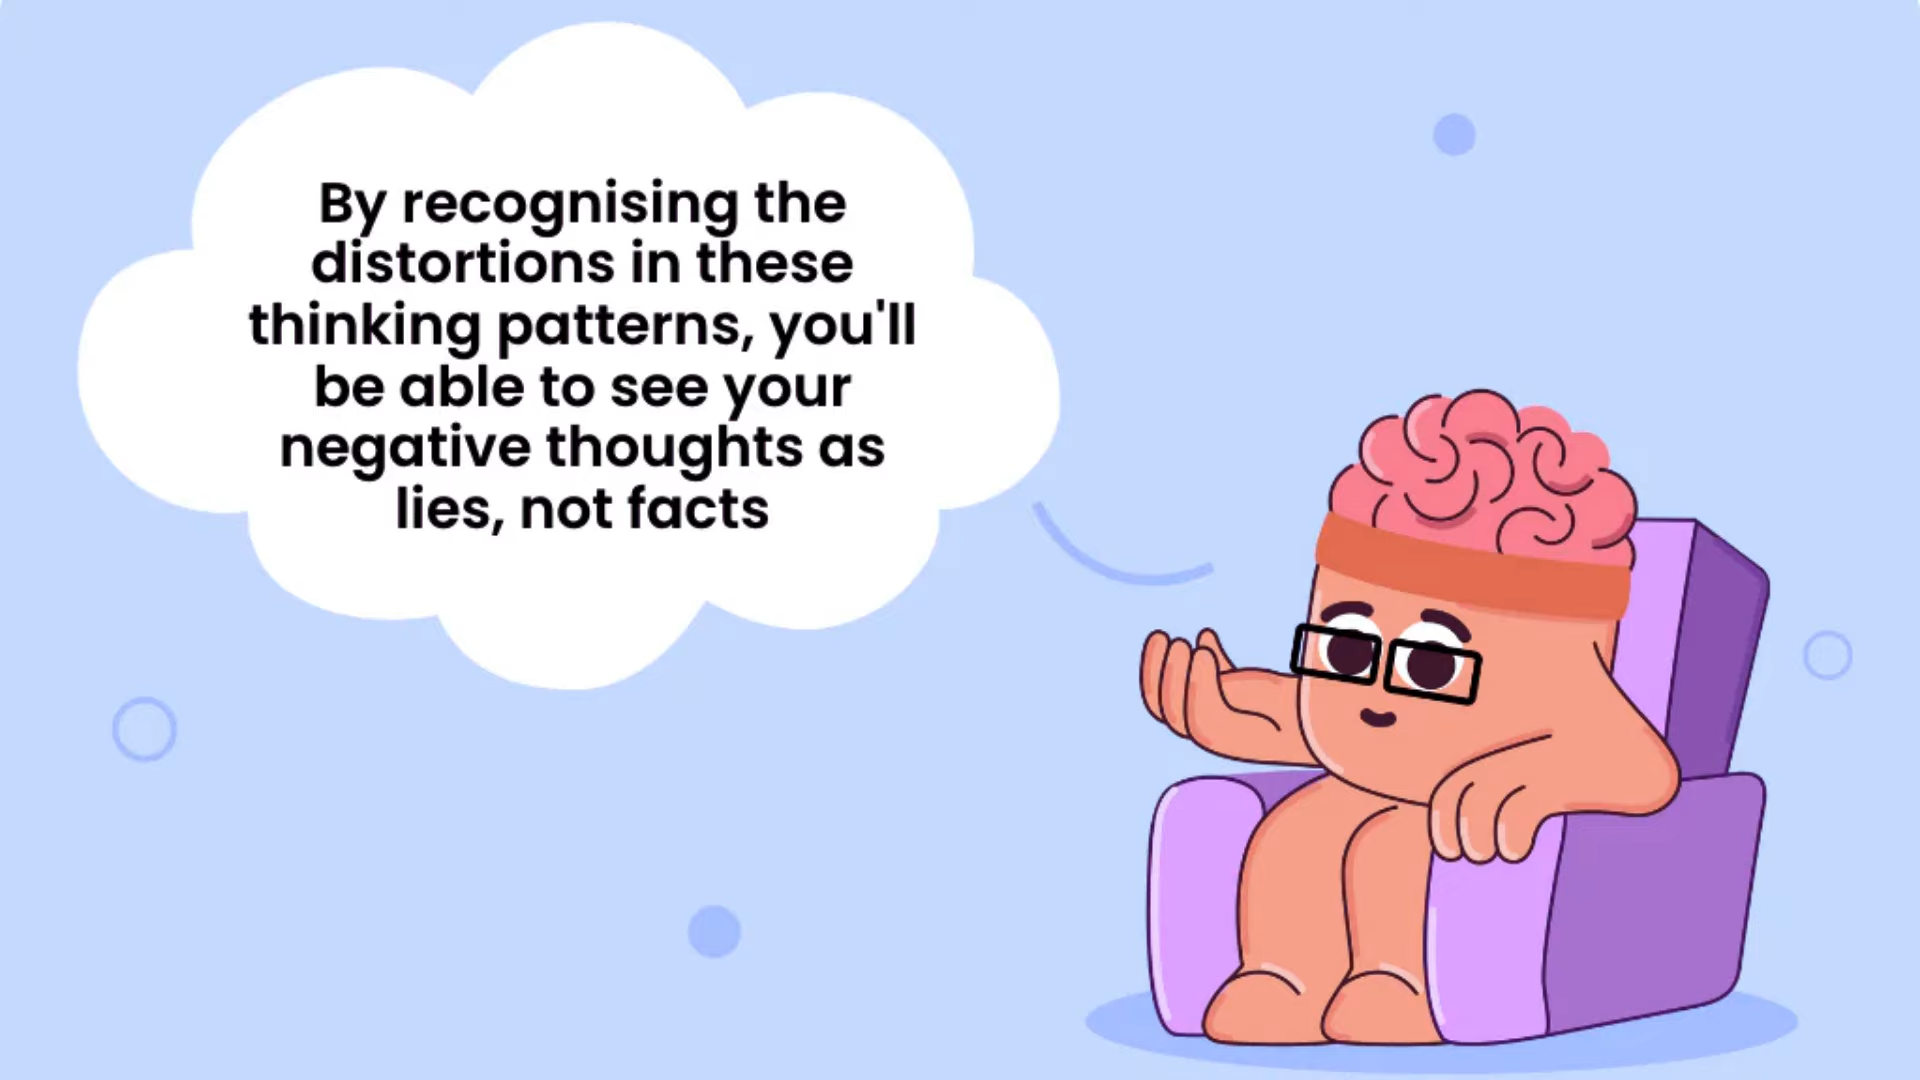 By recognising the
distortions in these
thinking patterns, you'll
be able to see your
negative thoughts as
lies, not facts